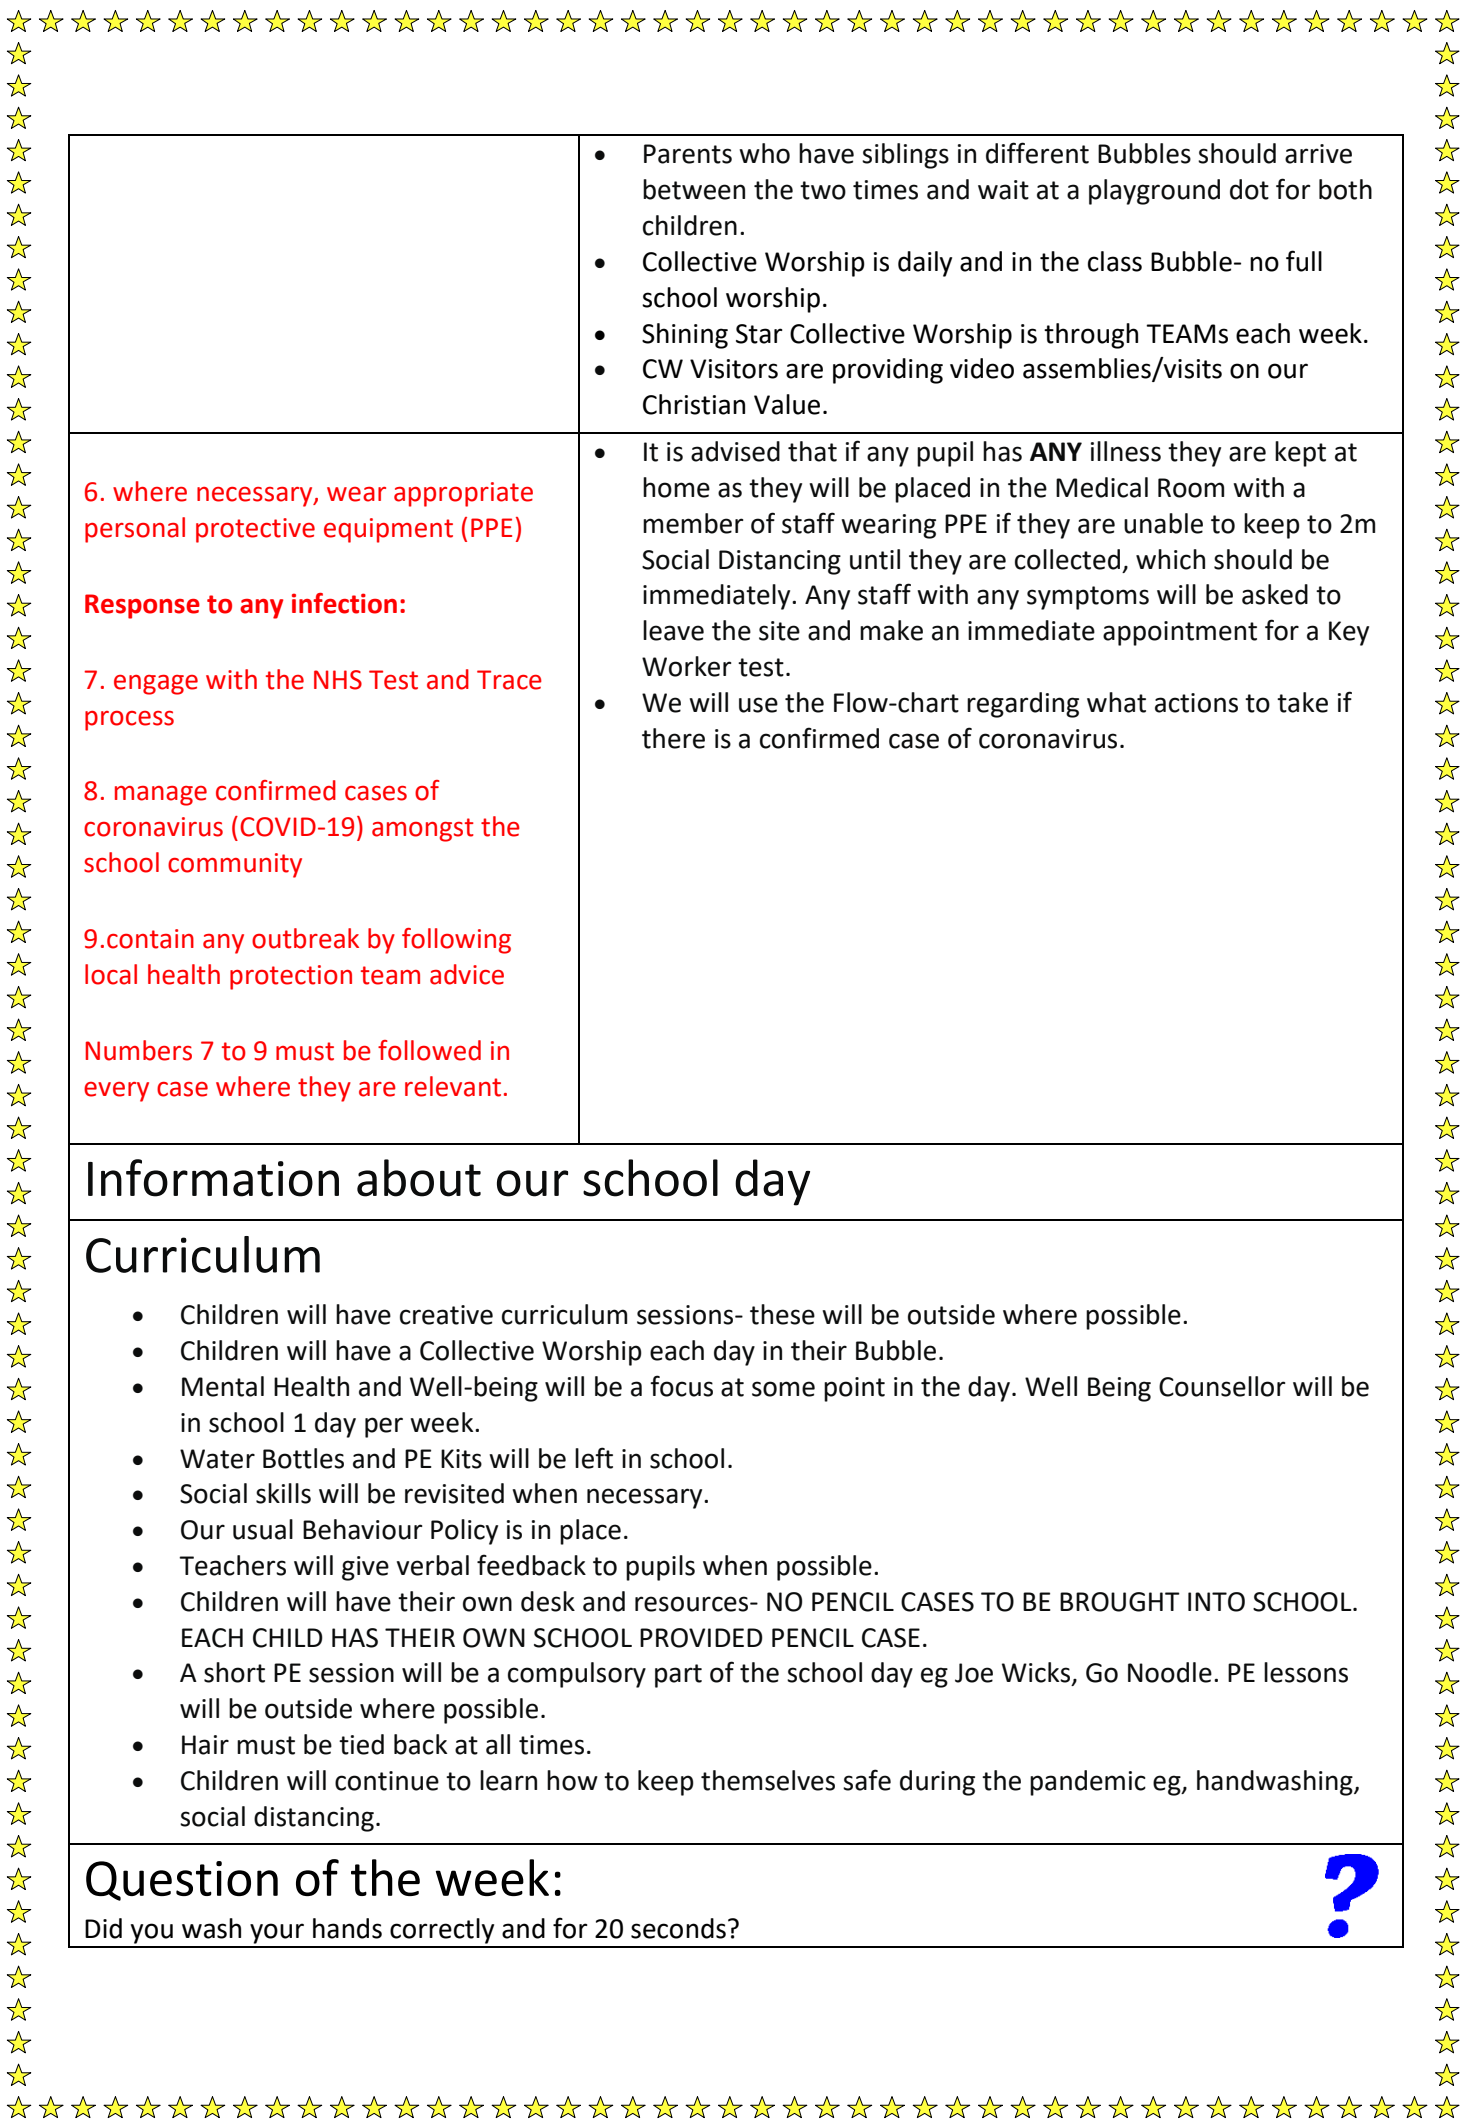 • Parents who have siblings in different Bubbles should arrive
between the two times and wait at a playground dot for both
children.
• Collective Worship is daily and in the class Bubble- no full
school worship.
• Shining Star Collective Worship is through TEAMs each week.
• CW Visitors are providing video assemblies/visits on our
Christian Value.
6. where necessary, wear appropriate
personal protective equipment (PPE)
Response to any infection:
7. engage with the NHS Test and Trace
process
8. manage confirmed cases of
coronavirus (COVID-19) amongst the
school community
9.contain any outbreak by following
local health protection team advice
Numbers 7 to 9 must be followed in
every case where they are relevant.
• It is advised that if any pupil has ANY illness they are kept at
home as they will be placed in the Medical Room with a
member of staff wearing PPE if they are unable to keep to 2m
Social Distancing until they are collected, which should be
immediately. Any staff with any symptoms will be asked to
leave the site and make an immediate appointment for a Key
Worker test.
• We will use the Flow-chart regarding what actions to take if
there is a confirmed case of coronavirus.
Information about our school day
Curriculum
• Children will have creative curriculum sessions- these will be outside where possible.
• Children will have a Collective Worship each day in their Bubble.
• Mental Health and Well-being will be a focus at some point in the day. Well Being Counsellor will be
in school 1 day per week.
• Water Bottles and PE Kits will be left in school.
• Social skills will be revisited when necessary.
• Our usual Behaviour Policy is in place.
• Teachers will give verbal feedback to pupils when possible.
• Children will have their own desk and resources- NO PENCIL CASES TO BE BROUGHT INTO SCHOOL.
EACH CHILD HAS THEIR OWN SCHOOL PROVIDED PENCIL CASE.
• A short PE session will be a compulsory part of the school day eg Joe Wicks, Go Noodle. PE lessons
will be outside where possible.
• Hair must be tied back at all times.
• Children will continue to learn how to keep themselves safe during the pandemic eg, handwashing,
social distancing.
Question of the week:
Did you wash your hands correctly and for 20 seconds?
?